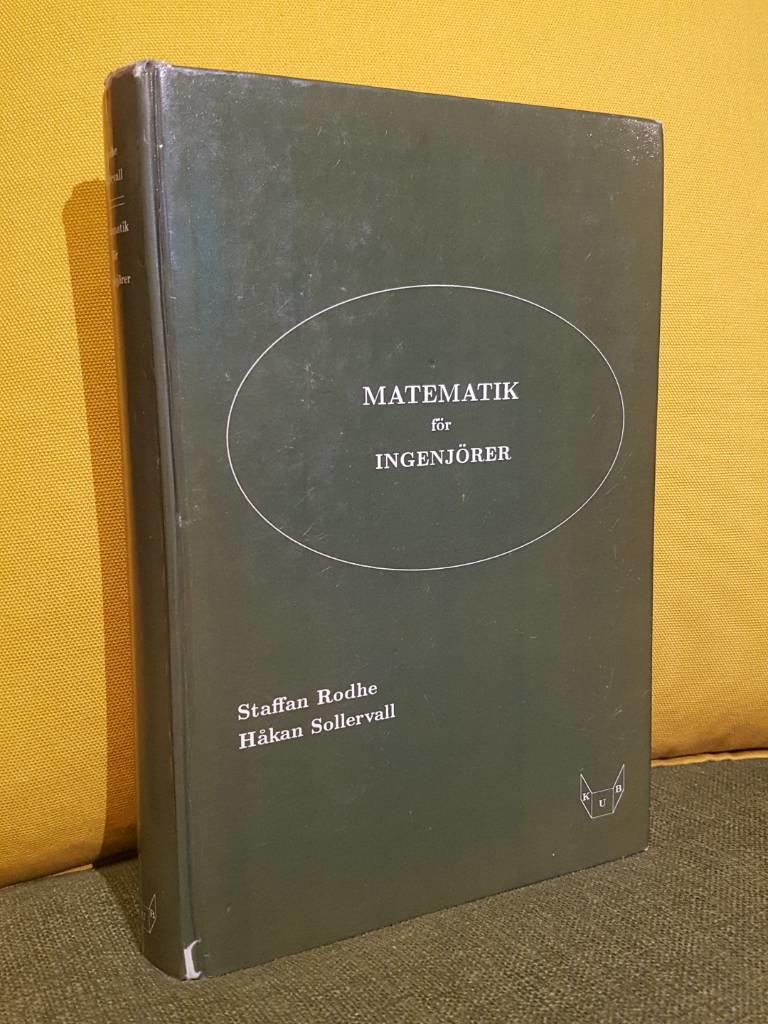 MATEMATIK
för
INGENJÖRER
Staffan Rodhe
Håkan Sollervall
K U B